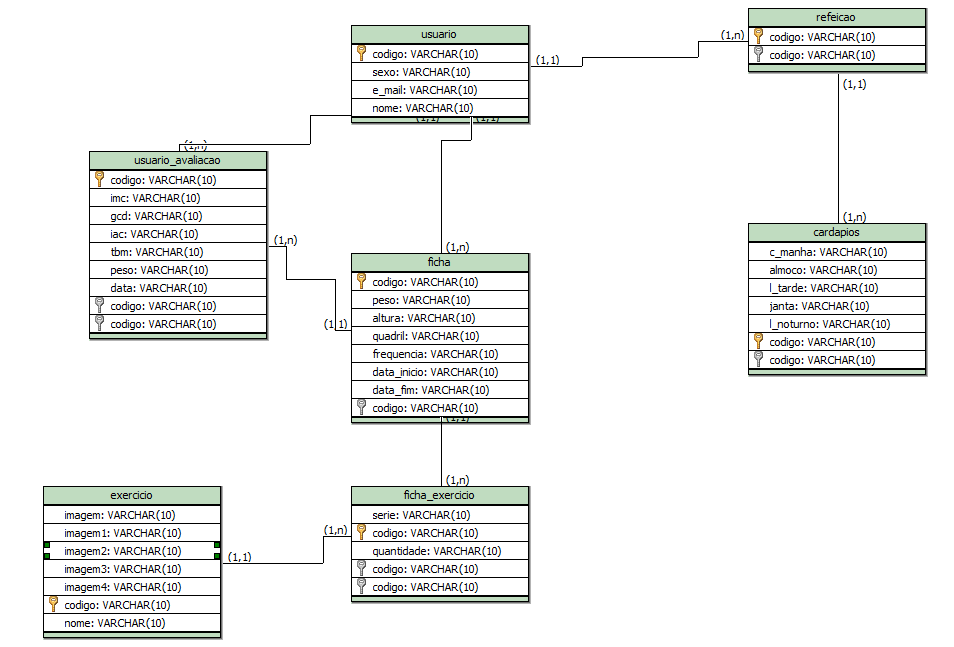 usuario
codigo: VARCHAR(10)
sexo: VARCHAR(10)
e_mail: VARCHAR(10)
nome: VARCHAR(10)
(1,1)
(1,1)
(1,1)
(1,n)
refeicao
codigo: VARCHAR(10)
codigo: VARCHAR(10)
(1,1)
(1,n)
usuario_avaliacao
codigo: VARCHAR(10)
imc: VARCHAR(10)
gcd: VARCHAR(10)
iac: VARCHAR(10)
tbm: VARCHAR(10)
peso: VARCHAR(10)
data: VARCHAR(10)
codigo: VARCHAR(10)
codigo: VARCHAR(10)
(1,n)
(1,1)
(1,n)
ficha
codigo: VARCHAR(10)
peso: VARCHAR(10)
altura: VARCHAR(10)
quadril: VARCHAR(10)
frequencia: VARCHAR(10)
data_inicio: VARCHAR(10)
data_fim: VARCHAR(10)
codigo: VARCHAR(10)
(1,1)
(1,n)
cardapios
c_manha: VARCHAR(10)
almoco: VARCHAR(10)
l_tarde: VARCHAR(10)
janta: VARCHAR(10)
l_noturno: VARCHAR(10)
codigo: VARCHAR(10)
codigo: VARCHAR(10)
exercicio
imagem: VARCHAR(10)
imagem1: VARCHAR(10)
imagem2: VARCHAR(10)
imagem3: VARCHAR(10)
imagem4: VARCHAR(10)
codigo: VARCHAR(10)
nome: VARCHAR(10)
(1,1)
(1,n)
(1,n)
ficha_exercicio
serie: VARCHAR(10)
codigo: VARCHAR(10)
quantidade: VARCHAR(10)
codigo: VARCHAR(10)
codigo: VARCHAR(10)